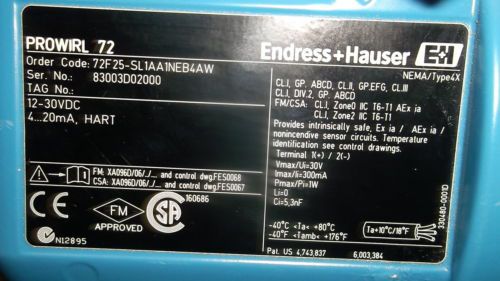 PROWIRL 72
Endress+Hauser E+H
NEMA/Type4X
Order Code: 72F25-SL1AA1NEB4AW
Ser. No.: 83003D02000
TAG No.:
12-30VDC
4...20mA, HART
CL.I, GP. ABCD, CL.II, GP.EFG, CL.III
CL.I, DIV.2, GP. ABCD
FM/CSA: CL.I, Zone0 IIC T6-T1 AEx ia
CL.I, Zone2 IIC T6-T1
Provides intrinsically safe, Ex ia / AEx ia /
nonincendive sensor circuits. Temperature
identification see control drawings.
Terminal 1(+) / 2(-)
Vmax/Ui=30V
Imax/Ii=300mA
Pmax/Pi=1W
Li=0
Ci=5,3nF
FM: XA096D/06/../.. and control dwg.FES0068
CSA: XA096D/06/../.. and control dwg.FES0067
CE
FM
APPROVED
CSA
160686
N12895
-40°C <Ta< +80°C
-40°F <Tamb< +176°F
Ta+10°C/18°F
Pat. US 4,743,837 6,003,384
330480-0001D